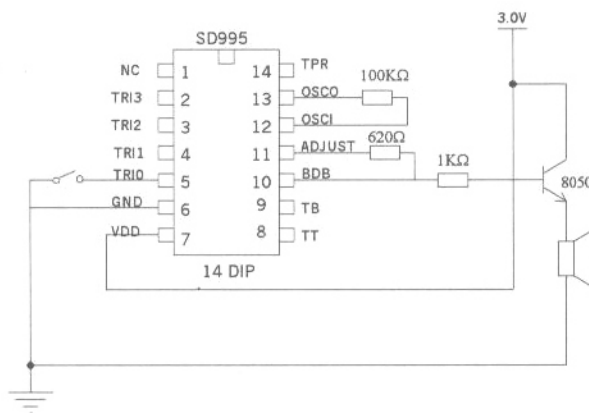 3.0V
SD995
NC 1 14 TPR
100KΩ
TRI3 2 13 OSCO
TRI2 3 12 OSCI
620Ω
TRI1 4 11 ADJUST
1KΩ
TRI0 5 10 BDB
8050
GND 6 9 TB
VDD 7 8 TT
14 DIP